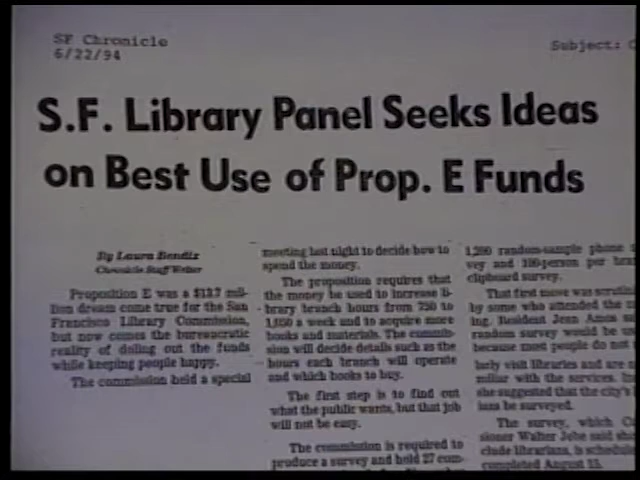 SF Chronicle
6/22/94
Subject:
S.F. Library Panel Seeks Ideas
on Best Use of Prop. E Funds
By Laura Bendix
Chronicle Staff Writer
Proposition E was a $13.7 mil-
lion dream come true for the San
Francisco Library Commission,
but now comes the bureaucratic
reality of doling out the funds
while keeping people happy.
The commission held a special
meeting last night to decide how to
spend the money.
The proposition requires that
the money be used to increase li-
brary branch hours from 750 to
a week and to acquire more
books and materials. The commis-
sion will decide details such as the
hours each branch will operate
and which books to buy.
The first step is to find out
what the public wants, but that job
will not be easy.
The commission is required to
produce a survey and hold 27 com-
random-sample phone
vey and 100-person per
clipboard survey.
That first move was
by some who attended the
ing. Resident Jean
random survey would be
because most people do not
larly visit libraries and are
miliar with the services.
she suggested that the city's
ians be surveyed.
The survey, which
sioner Walter Jebe said
clude librarians, is
completed August 15.